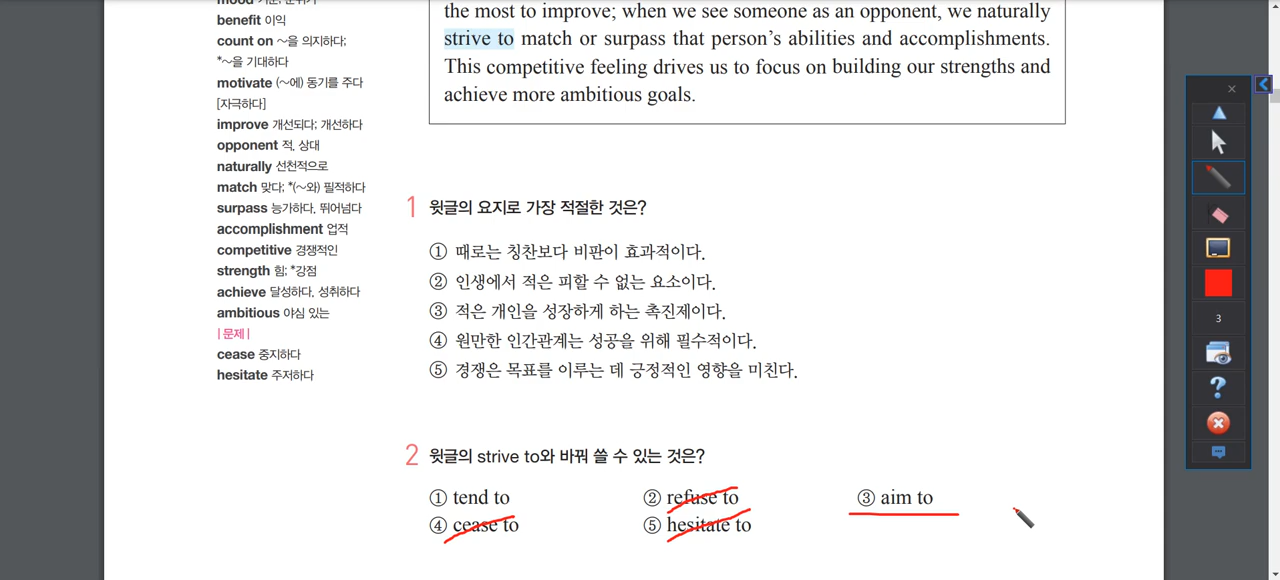 benefit 이익
count on ~을 의지하다;
*~을 기대하다
motivate (~에) 동기를 주다
[자극하다]
improve 개선되다; 개선하다
opponent 적, 상대
naturally 선천적으로
match 맞다; *(~와) 필적하다
surpass 능가하다, 뛰어넘다
accomplishment 업적
competitive 경쟁적인
strength 힘; *강점
achieve 달성하다, 성취하다
ambitious 야심 있는
| 문제 |
cease 중지하다
hesitate 주저하다
the most to improve; when we see someone as an opponent, we naturally
strive to match or surpass that person's abilities and accomplishments.
This competitive feeling drives us to focus on building our strengths and
achieve more ambitious goals.
1 윗글의 요지로 가장 적절한 것은?
① 때로는 칭찬보다 비판이 효과적이다.
② 인생에서 적은 피할 수 없는 요소이다.
③ 적은 개인을 성장하게 하는 촉진제이다.
④ 원만한 인간관계는 성공을 위해 필수적이다.
⑤ 경쟁은 목표를 이루는 데 긍정적인 영향을 미친다.
2 윗글의 strive to와 바꿔 쓸 수 있는 것은?
① tend to ② refuse to ③ aim to
④ cease to ⑤ hesitate to
3